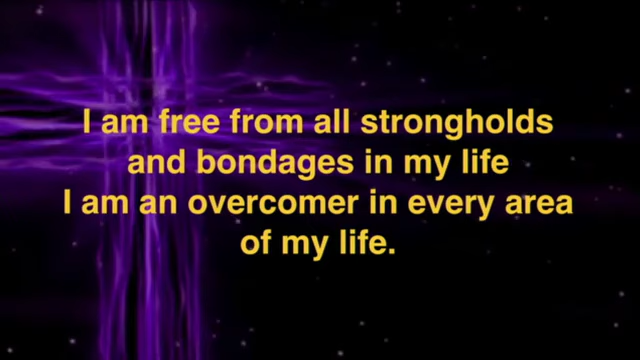 I am free from all strongholds
and bondages in my life
I am an overcomer in every area
of my life.